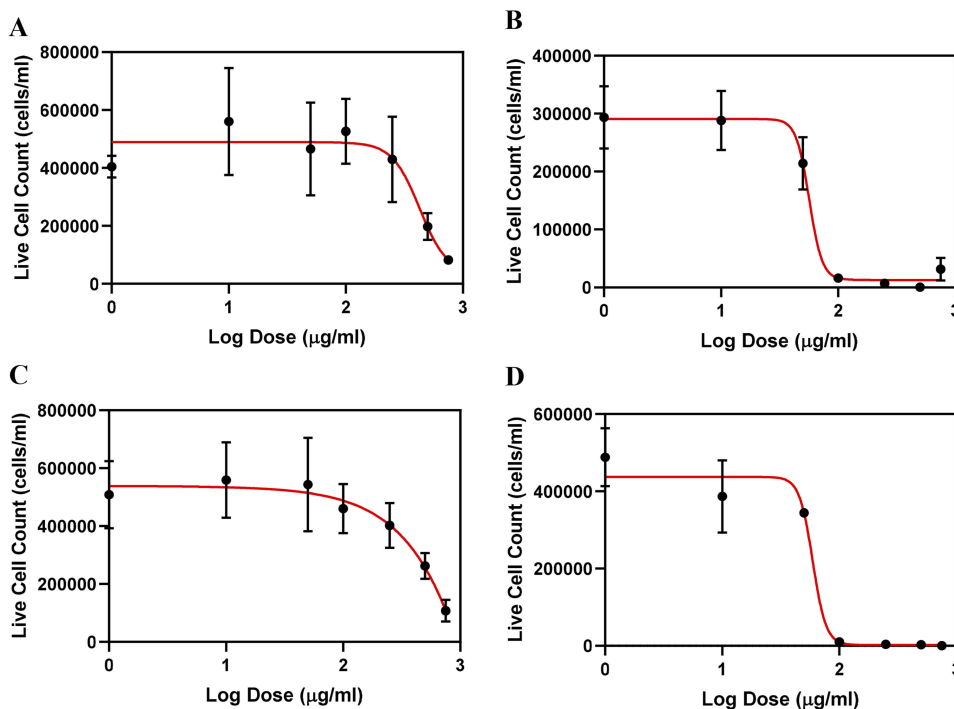 A
800000
600000
400000
200000
0
Live Cell Count (cells/ml)
0 1 2 3
Log Dose (μg/ml)
B
400000
300000
200000
100000
0
Live Cell Count (cells/ml)
0 1 2 3
Log Dose (μg/ml)
C
800000
600000
400000
200000
0
Live Cell Count (cells/ml)
0 1 2 3
Log Dose (μg/ml)
D
600000
400000
200000
0
Live Cell Count (cells/ml)
0 1 2 3
Log Dose (μg/ml)